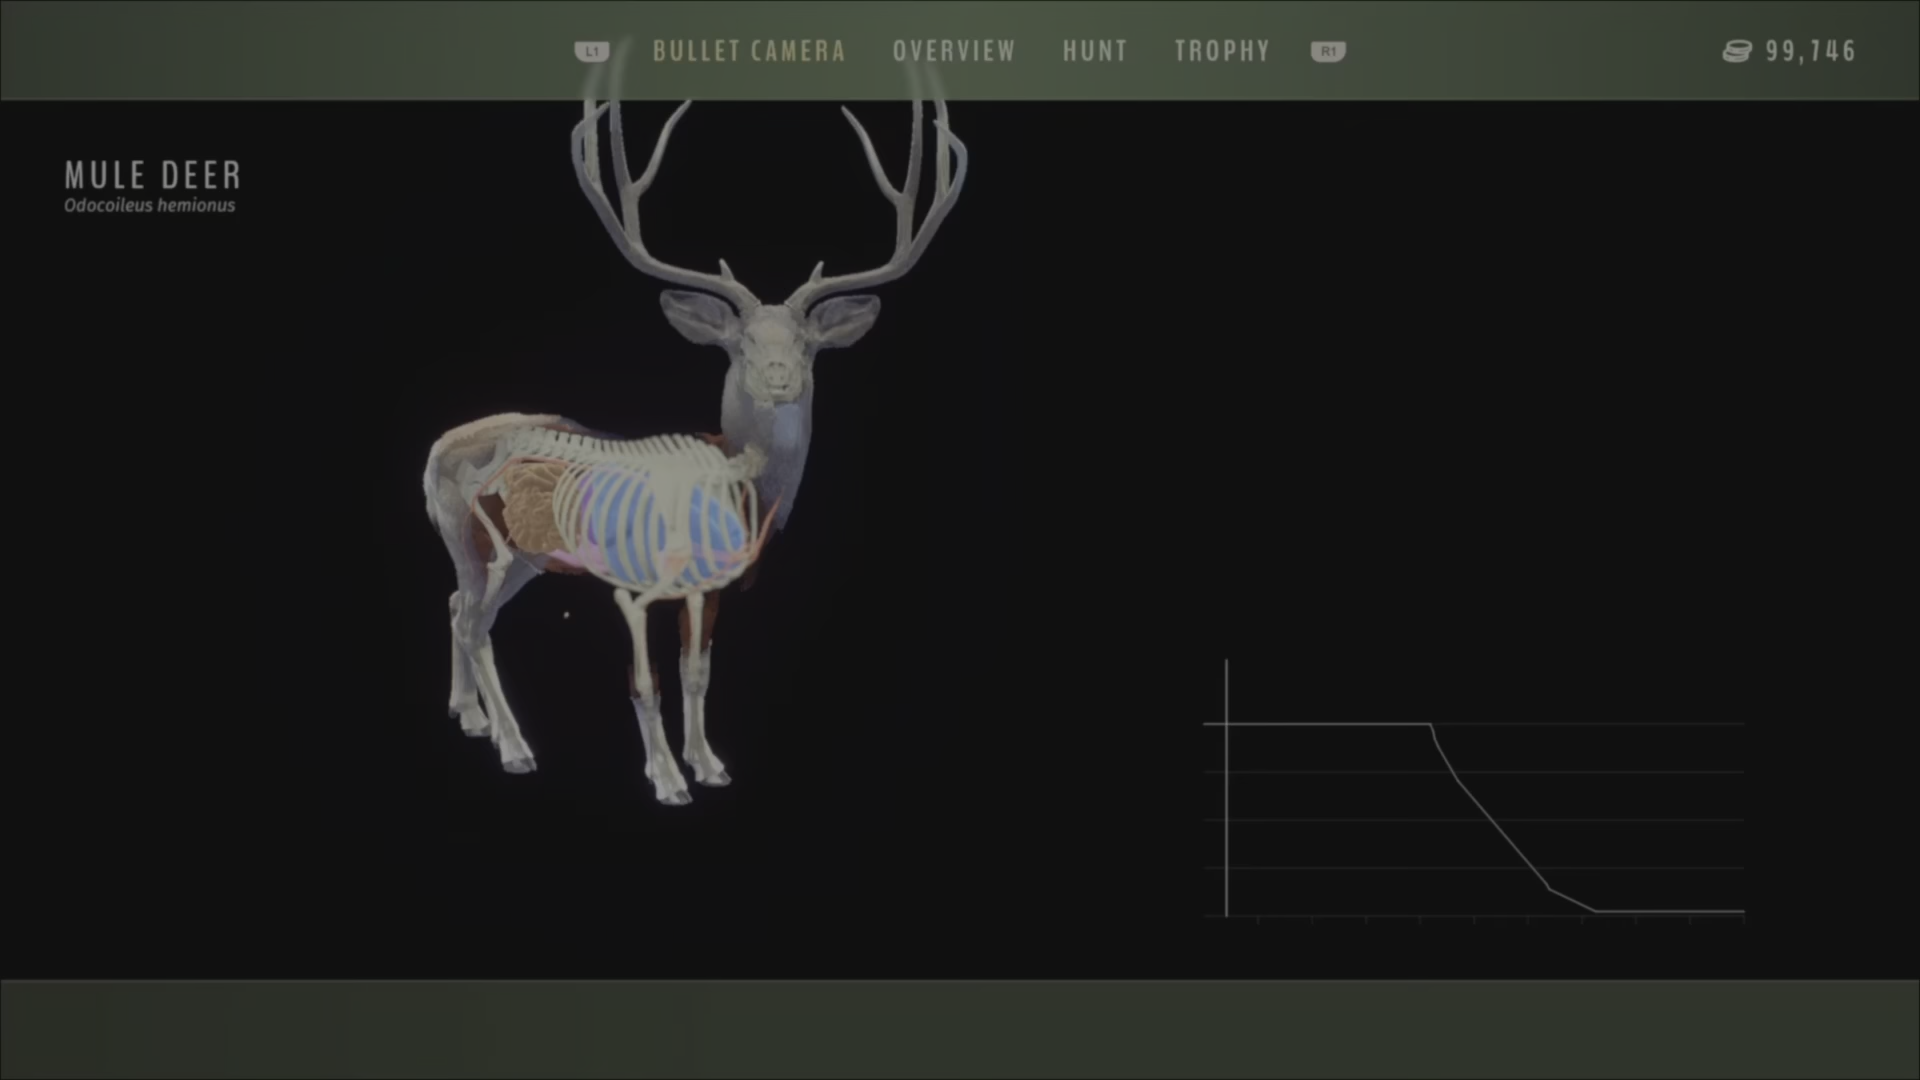 L1 BULLET CAMERA OVERVIEW HUNT TROPHY R1 99,746
MULE DEER
Odocoileus hemionus